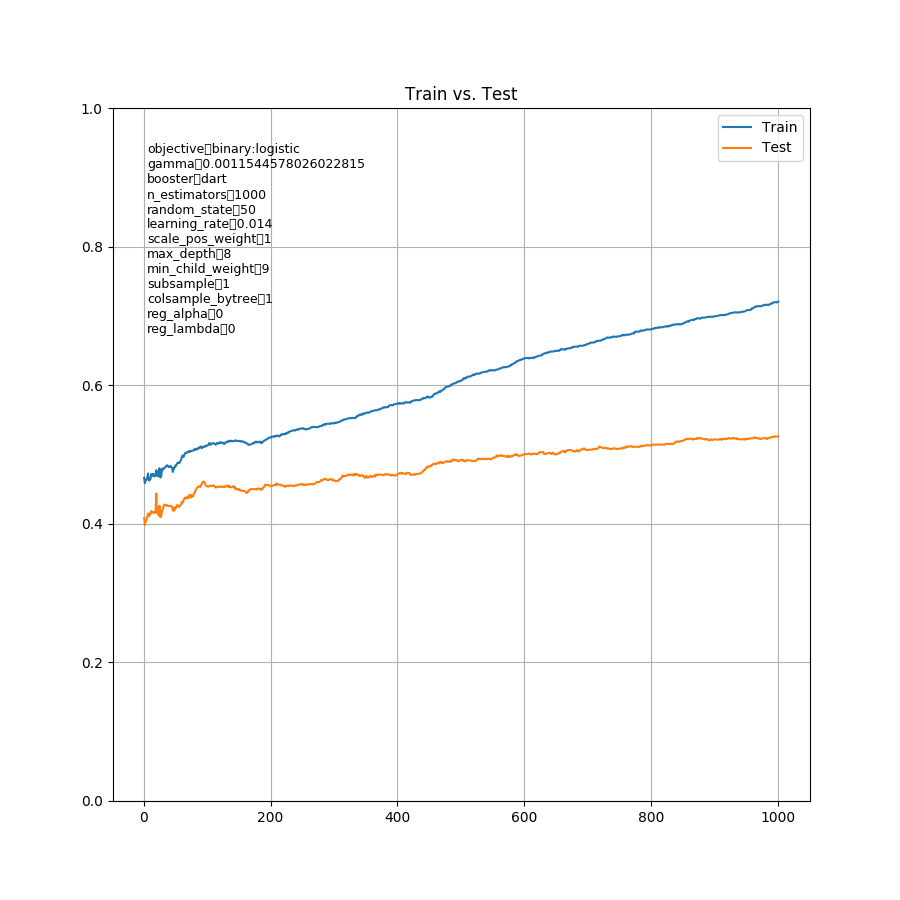 Train vs. Test
1.0
0.8
0.6
0.4
0.2
0.0
Train
Test
objective▯binary:logistic
gamma▯0.0011544578026022815
booster▯dart
n_estimators▯1000
random_state▯50
learning_rate▯0.014
scale_pos_weight▯1
max_depth▯8
min_child_weight▯9
subsample▯1
colsample_bytree▯1
reg_alpha▯0
reg_lambda▯0
0 200 400 600 800 1000